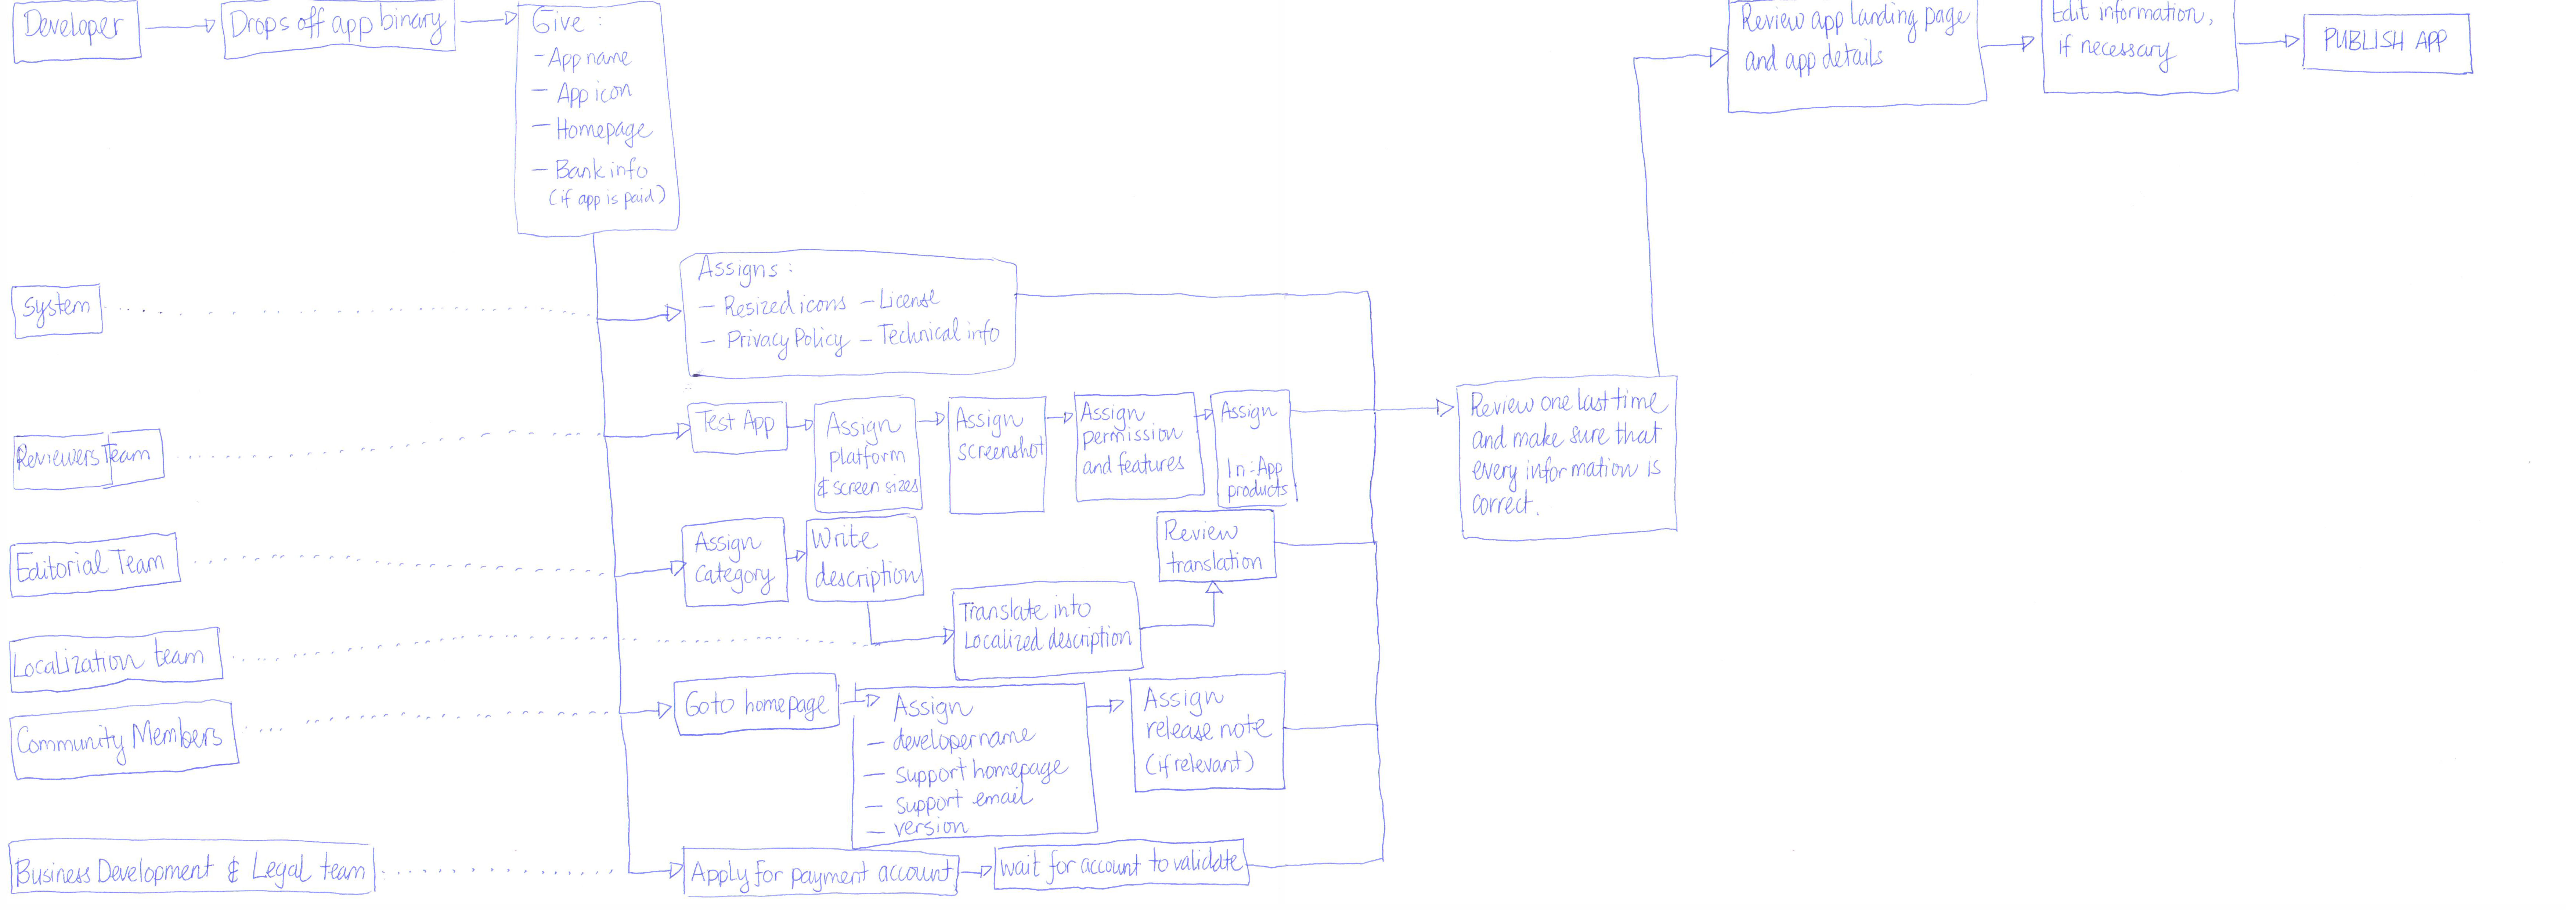 Developer
Drops off app binary
Give :
- App name
- App icon
- Homepage
- Bank info
(if app is paid)
Review app landing page
and app details
Edit information,
if necessary
PUBLISH APP
System
Assigns :
- Resized icons - License
- Privacy Policy - Technical info
Reviewers Team
Test App
Assign
platform
& screen sizes
Assign
screenshot
Assign
permission
and features
Assign
In-App
products
Review one last time
and make sure that
every information is
correct.
Editorial Team
Assign
category
Write
description
Review
translation
Localization team
Translate into
Localized description
Community Members
Go to homepage
Assign
- developer name
- support homepage
- support email
- version
Assign
release note
(if relevant)
Business Development & Legal team
Apply for payment account
wait for account to validate